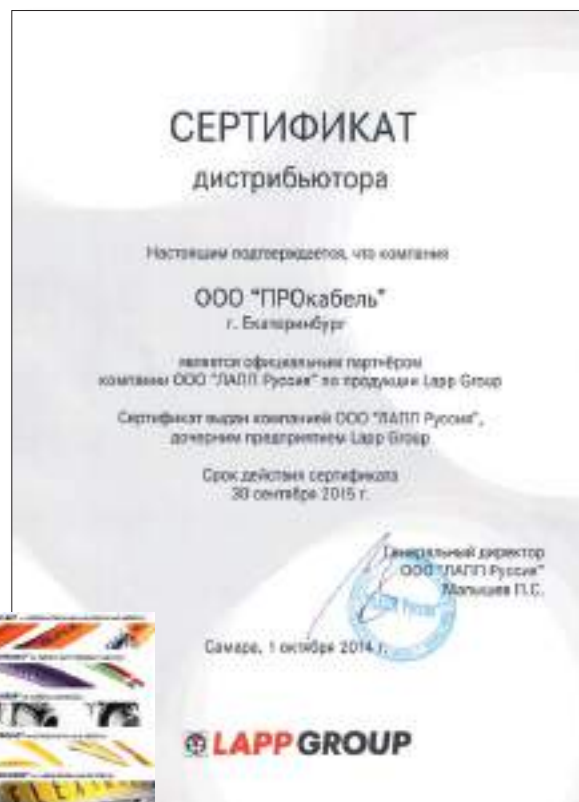 СЕРТИФИКАТ
дистрибьютора
Настоящим подтверждается, что компания
ООО "ПРОкабель"
г. Екатеринбург
является официальным партнёром
компании ООО "ЛАПП Руссия" по продукции Lapp Group
Сертификат выдан компанией ООО "ЛАПП Руссия",
дочерним предприятием Lapp Group
Срок действия сертификата
30 сентября 2015 г.
Генеральный директор
ООО "ЛАПП Руссия"
Малышев П.С.
Самара, 1 октября 2014 г.
LAPP GROUP